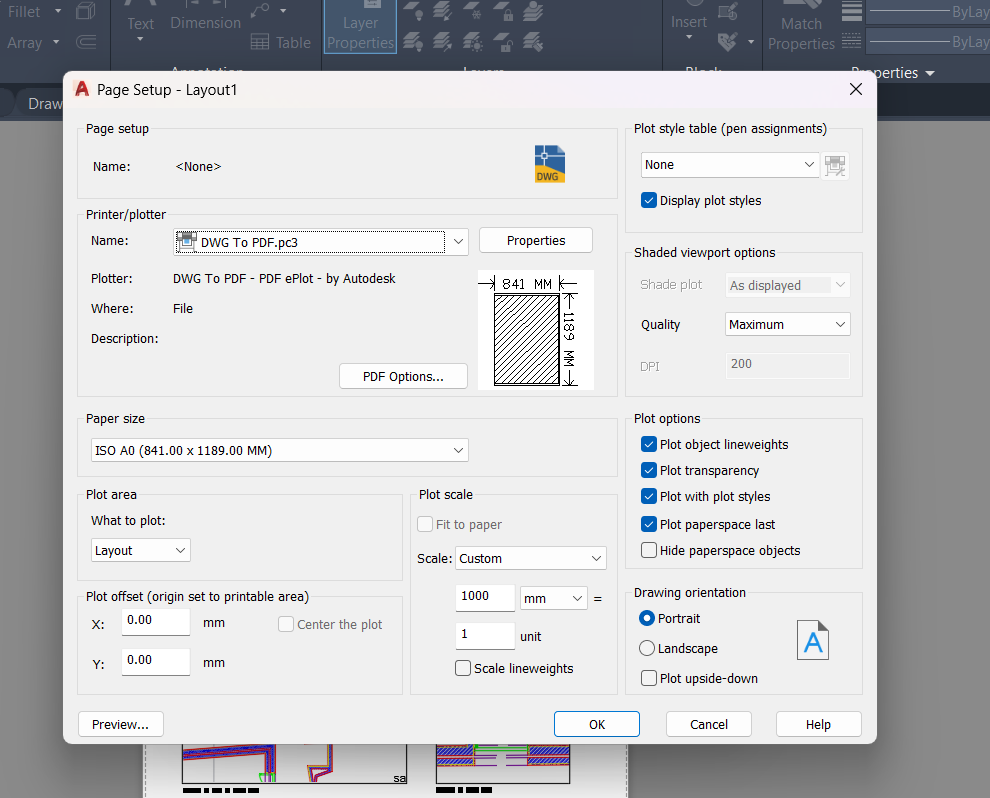 Fillet
Text
Dimension
Layer
Properties
Insert
Match
Properties
ByLay
Array
Table
ByLay
Annotation
Layers
Block
Properties
Draw
A Page Setup - Layout1
Page setup
Name: <None>
DWG
Printer/plotter
Name: DWG To PDF.pc3
Properties
Plotter: DWG To PDF - PDF ePlot - by Autodesk
Where: File
Description:
841 MM
1189 MM
PDF Options...
Paper size
ISO A0 (841.00 x 1189.00 MM)
Plot area
What to plot:
Layout
Plot offset (origin set to printable area)
X: 0.00 mm
Center the plot
Y: 0.00 mm
Plot scale
Fit to paper
Scale: Custom
1000 mm =
1 unit
Scale lineweights
Plot style table (pen assignments)
None
Display plot styles
Shaded viewport options
Shade plot As displayed
Quality Maximum
DPI 200
Plot options
Plot object lineweights
Plot transparency
Plot with plot styles
Plot paperspace last
Hide paperspace objects
Drawing orientation
Portrait
Landscape
A
Plot upside-down
Preview...
OK
Cancel
Help
sa